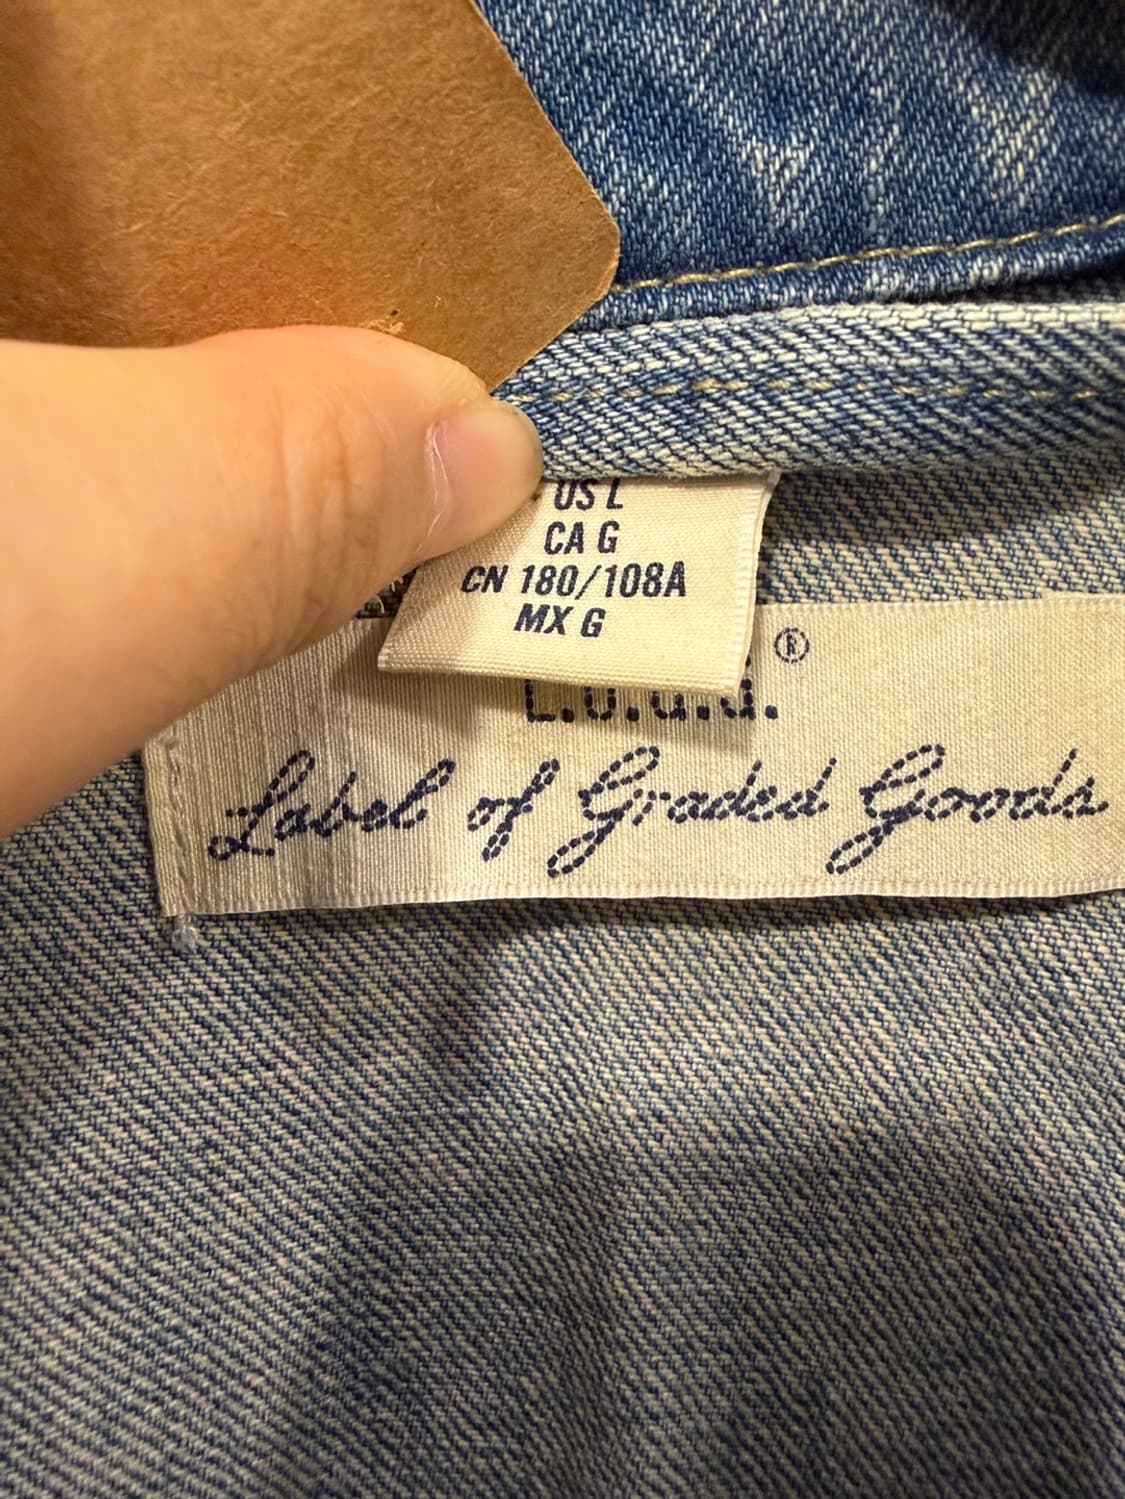 US L
CA G
CN 180/108A
MX G
®
L.O.G.G.
Label of Graded Goods